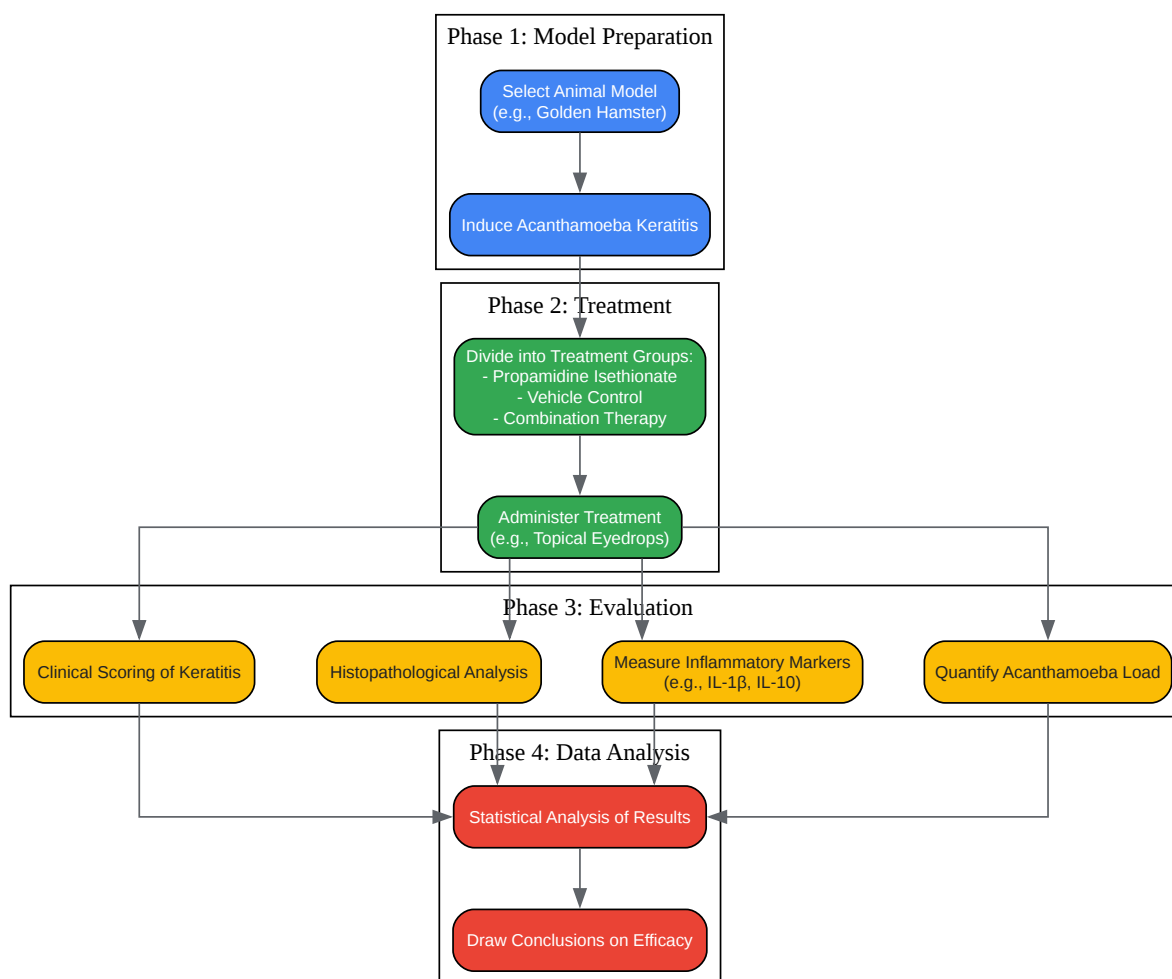 Phase 1: Model Preparation
Select Animal Model
(e.g., Golden Hamster)
Induce Acanthamoeba Keratitis
Phase 2: Treatment
Divide into Treatment Groups:
- Propamidine Isethionate
- Vehicle Control
- Combination Therapy
Administer Treatment
(e.g., Topical Eyedrops)
Phase 3: Evaluation
Clinical Scoring of Keratitis
Histopathological Analysis
Measure Inflammatory Markers
(e.g., IL-1β, IL-10)
Quantify Acanthamoeba Load
Phase 4: Data Analysis
Statistical Analysis of Results
Draw Conclusions on Efficacy